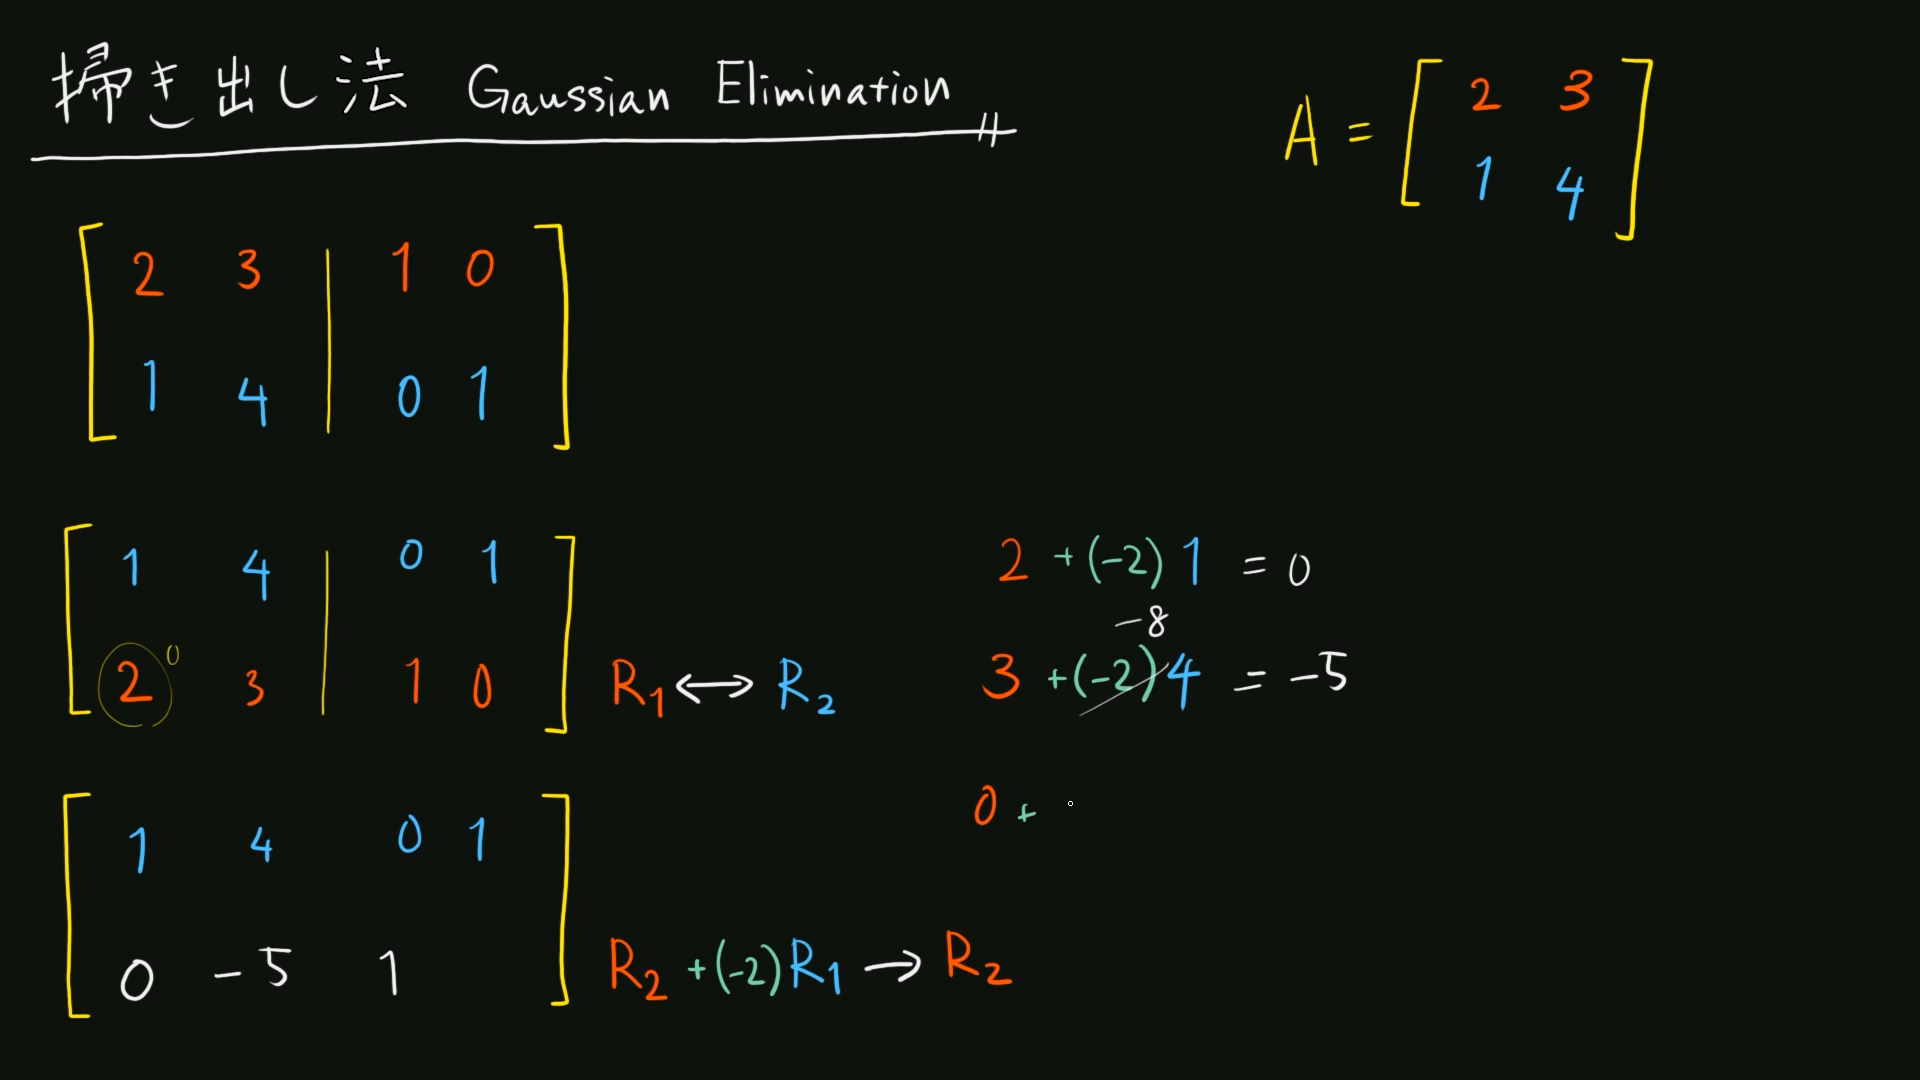 掃き出し法 Gaussian Elimination
A = [ 2 3
1 4 ]
[ 2 3 | 1 0
1 4 | 0 1 ]
[ 1 4 | 0 1
2 0 3 | 1 0 ] R1 ↔ R2
2 + (-2) 1 = 0
-8
3 + (-2) 4 = -5
0 +
[ 1 4 0 1
0 -5 1 ] R2 + (-2) R1 → R2